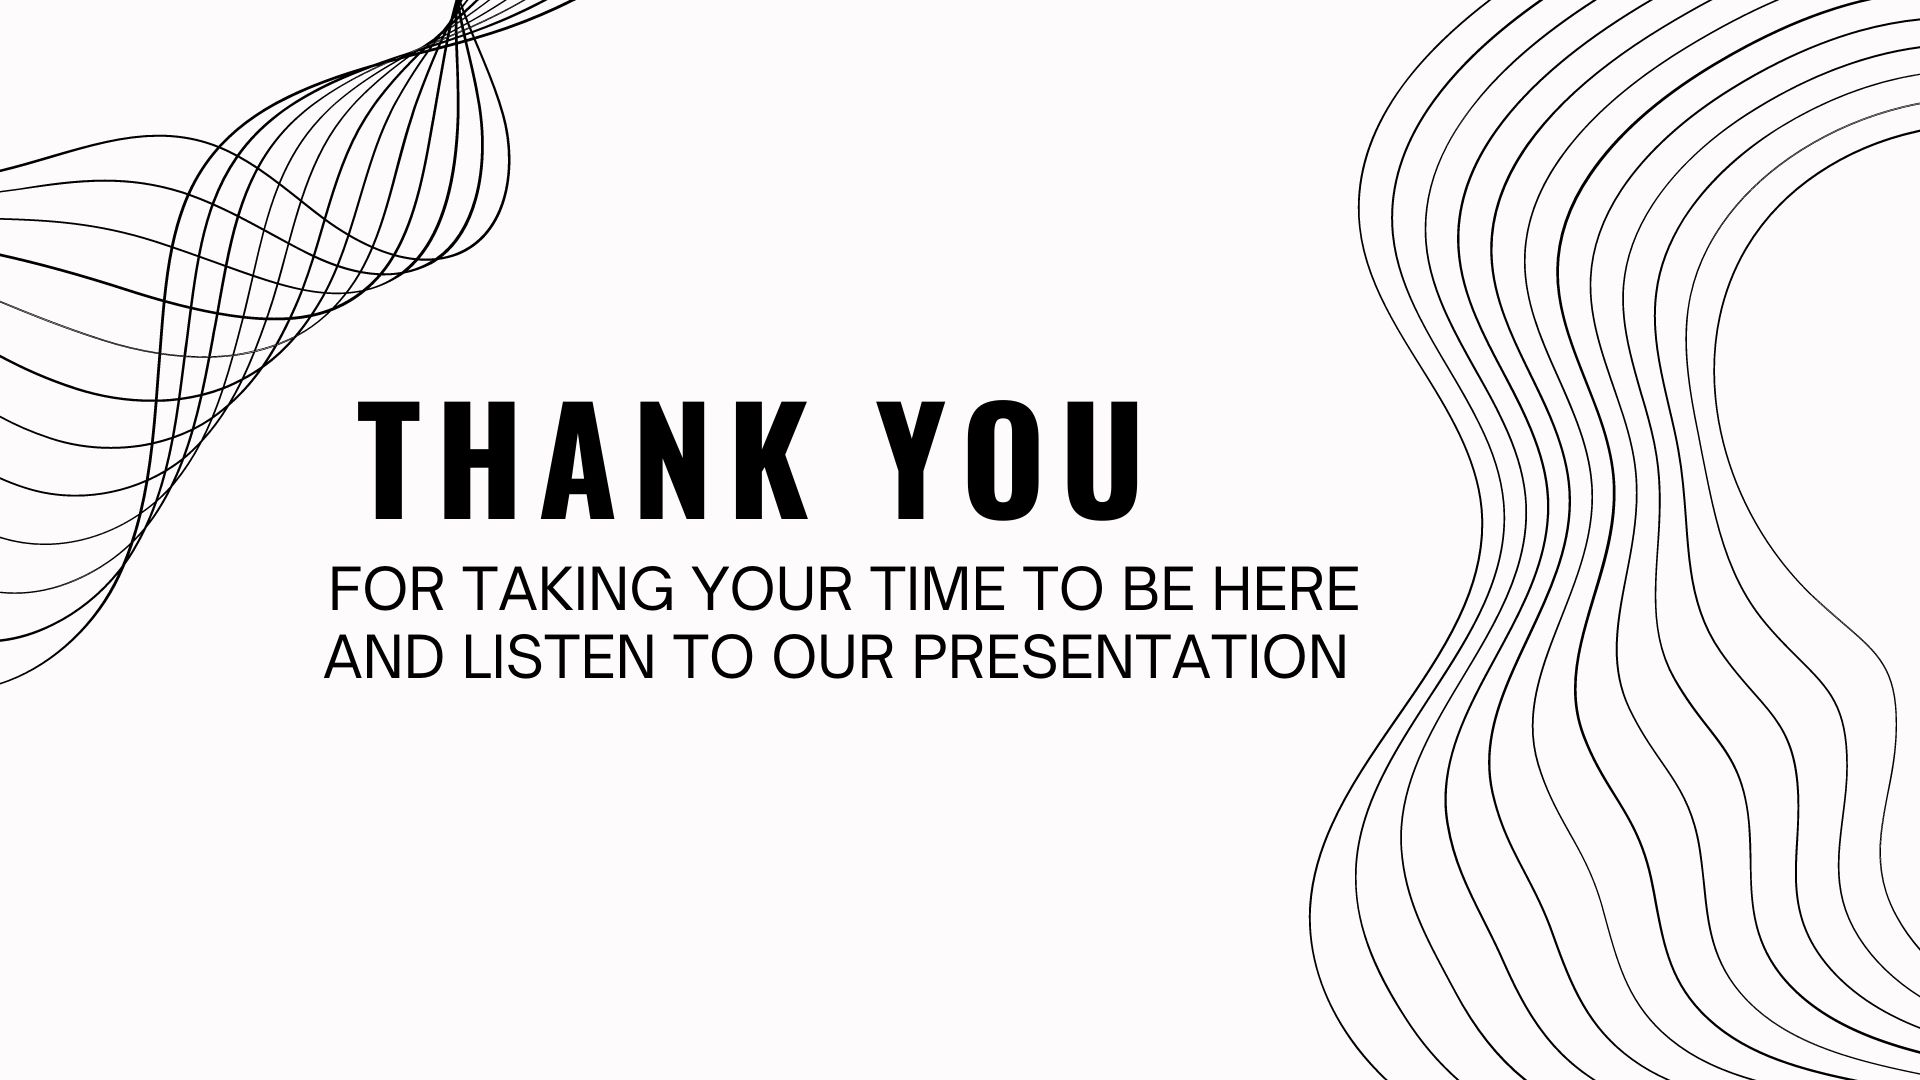 THANK YOU
FOR TAKING YOUR TIME TO BE HERE
AND LISTEN TO OUR PRESENTATION